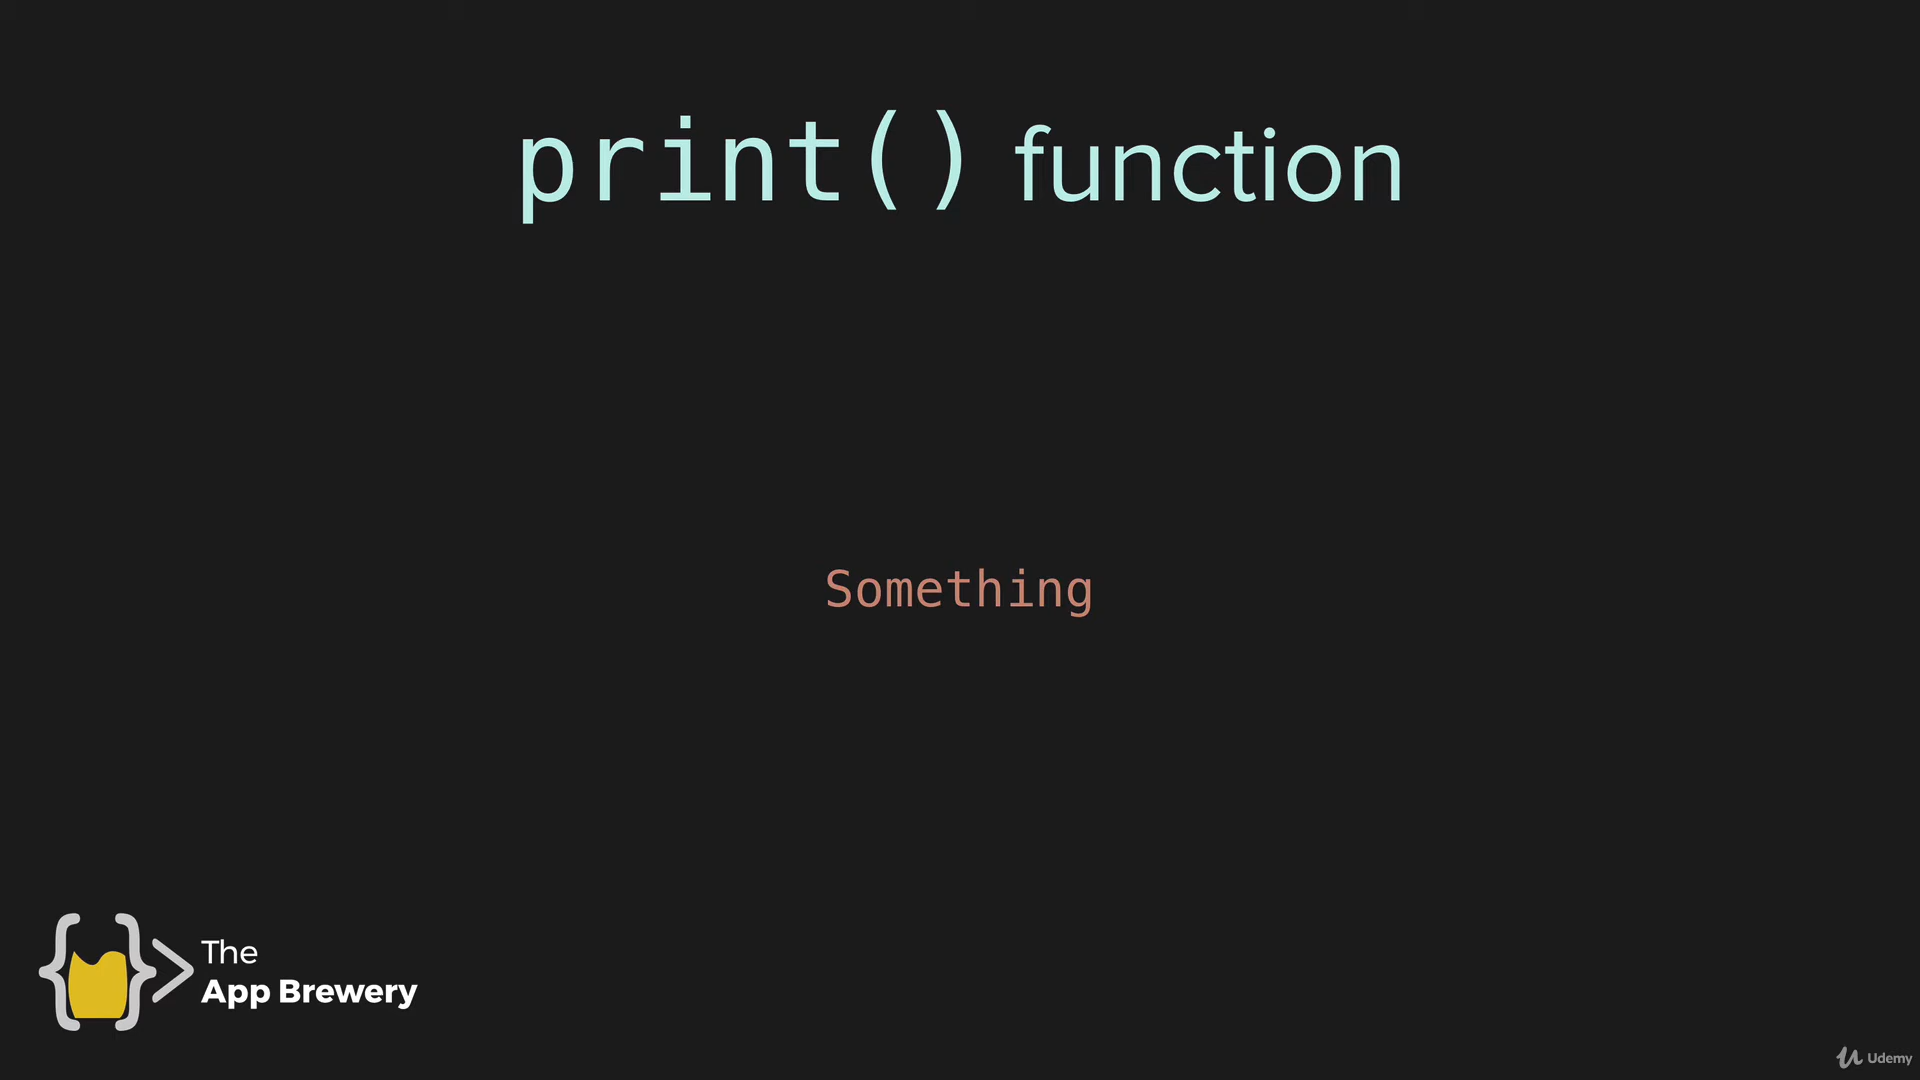 print() function
Something
The
App Brewery
Udemy